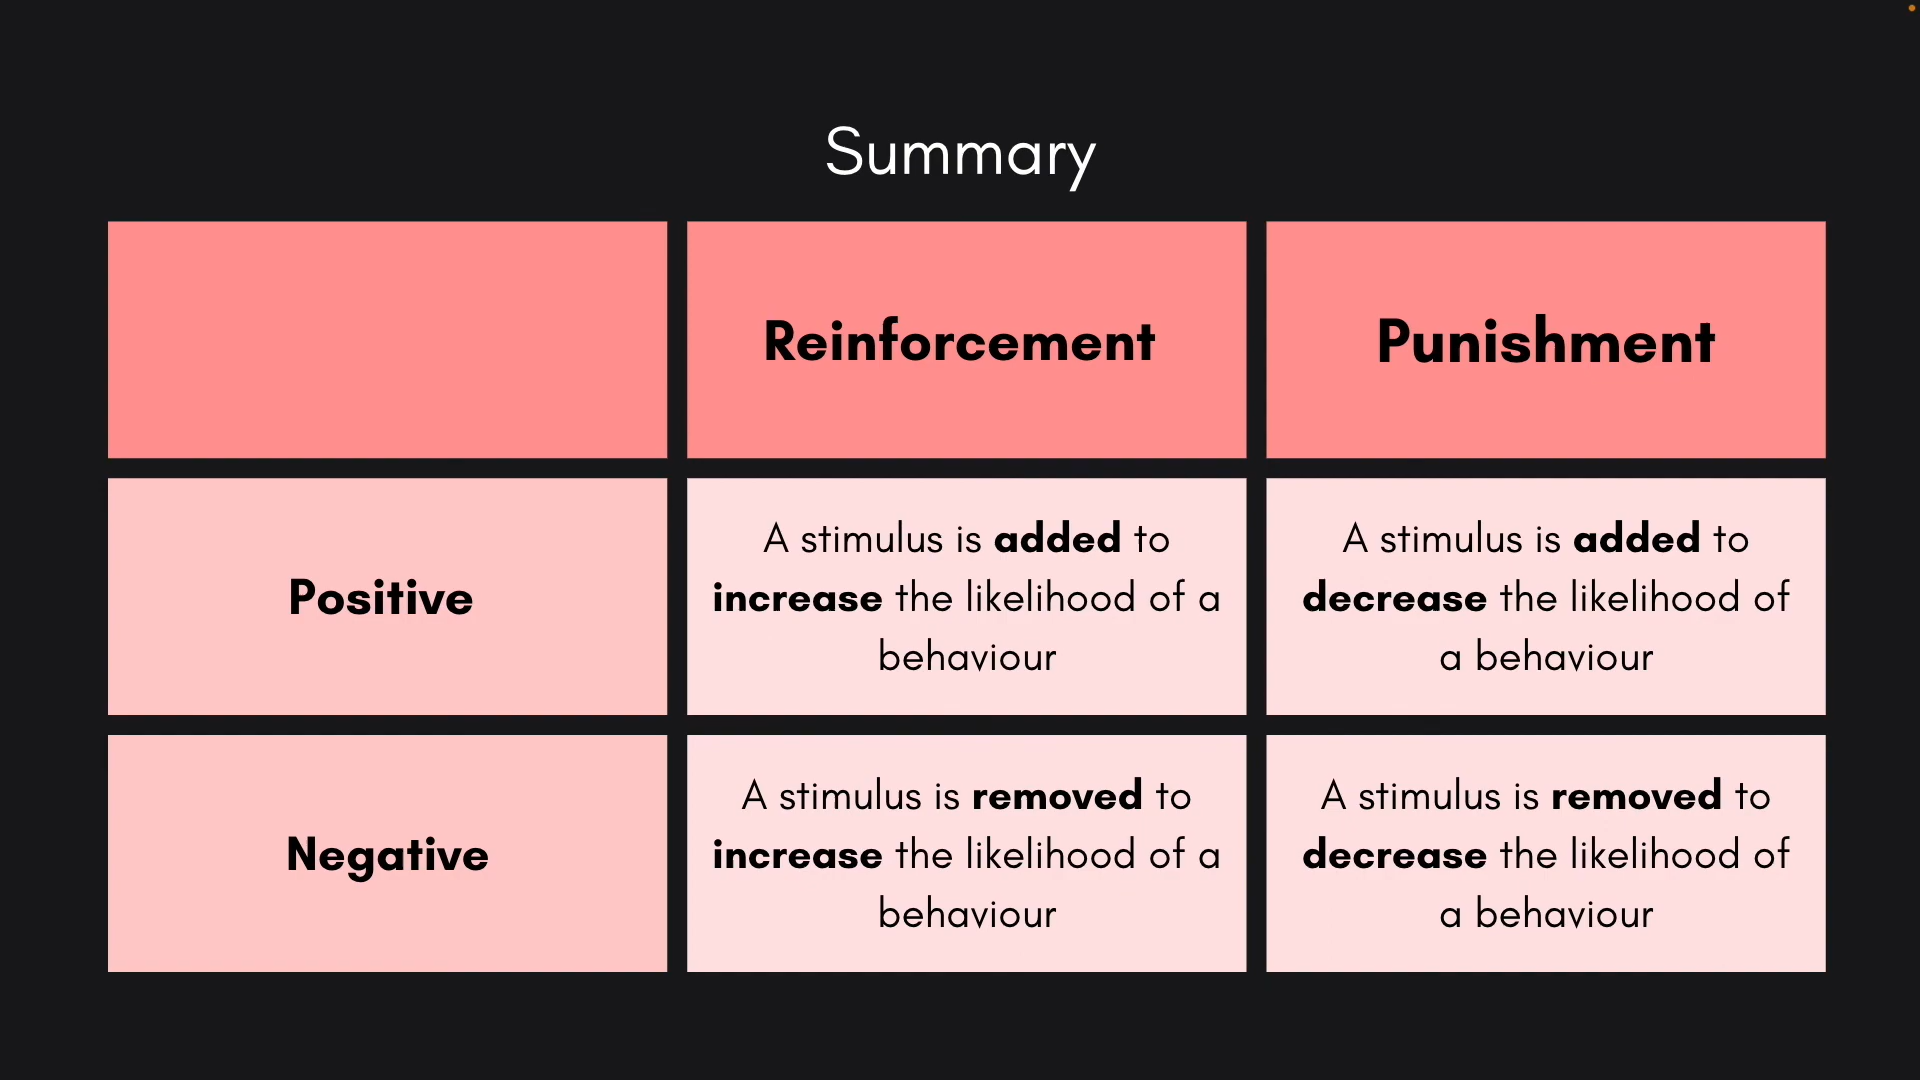 Summary
Reinforcement
Punishment
Positive
A stimulus is added to
increase the likelihood of a
behaviour
A stimulus is added to
decrease the likelihood of
a behaviour
Negative
A stimulus is removed to
increase the likelihood of a
behaviour
A stimulus is removed to
decrease the likelihood of
a behaviour